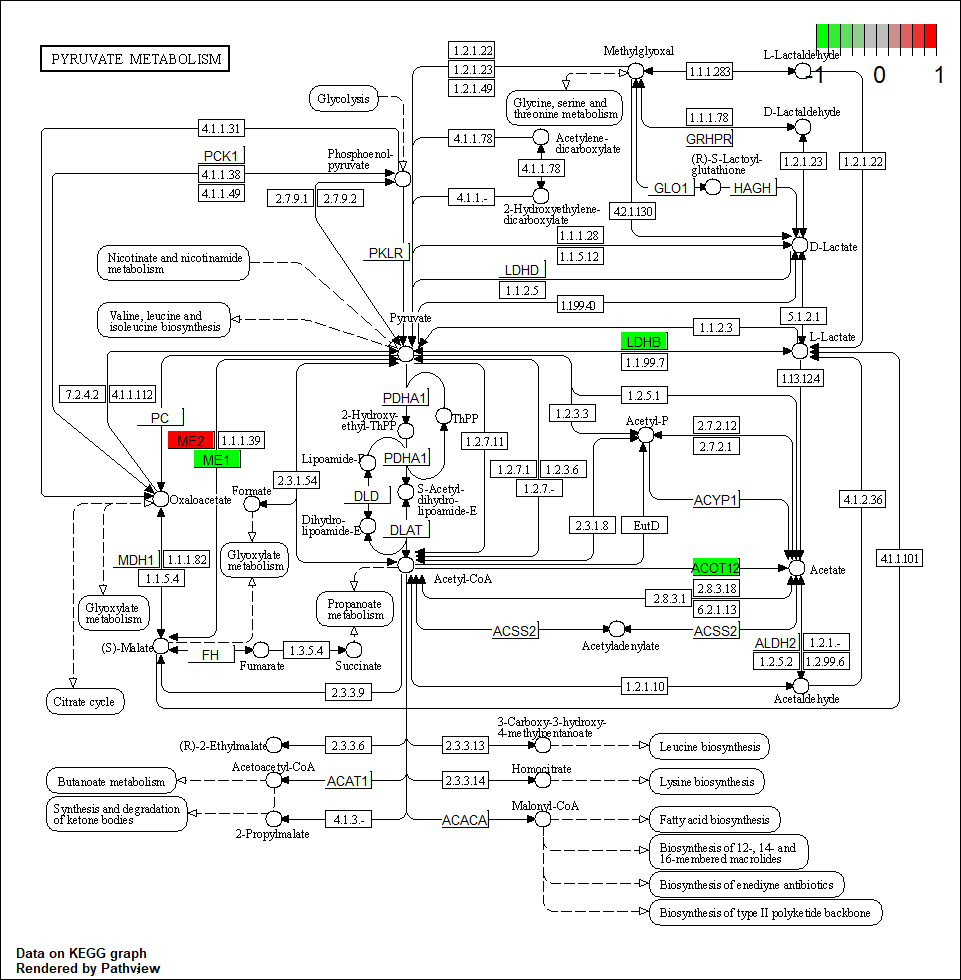 PYRUVATE METABOLISM
-1 0 1
1.2.1.22
1.2.1.23
1.2.1.49
Methylglyoxal
1.1.1.283
L-Lactaldehyde
Glycolysis
Glycine, serine and
threonine metabolism
1.1.1.78
GRHPR
D-Lactaldehyde
4.1.1.31
PCK1
4.1.1.38
4.1.1.49
Phosphoenol-
pyruvate
4.1.1.78
Acetylene-
dicarboxylate
4.1.1.78
(R)-S-Lactoyl-
glutathione
1.2.1.23
1.2.1.22
2.7.9.1
2.7.9.2
4.1.1.-
2-Hydroxyethylene-
dicarboxylate
GLO1
HAGH
4.2.1.130
Nicotinate and nicotinamide
metabolism
PKLR
1.1.1.28
1.1.5.12
D-Lactate
LDHD
1.1.2.5
1.1.99.40
Valine, leucine and
isoleucine biosynthesis
Pyruvate
5.1.2.1
1.1.2.3
LDHB
1.1.99.7
L-Lactate
1.13.12.4
7.2.4.2
4.1.1.112
PC
PDHA1
1.2.5.1
ME2
1.1.1.39
ME1
2-Hydroxy-
ethyl-ThPP
ThPP
1.2.3.3
Acetyl-P
2.7.2.12
2.7.2.1
1.2.7.11
Lipoamide-E
PDHA1
1.2.7.1
1.2.3.6
1.2.7.-
2.3.1.54
Oxaloacetate
Formate
DLD
S-Acetyl-
dihydro-
lipoamide-E
ACYP1
4.1.2.36
Dihydro-
lipoamide-E
DLAT
2.3.1.8
EutD
MDH1
1.1.1.82
1.1.5.4
Glyoxylate
metabolism
4.1.1.101
Acetyl-CoA
ACOT12
Acetate
2.8.3.18
2.8.3.1
6.2.1.13
Glyoxylate
metabolism
Propanoate
metabolism
ACSS2
Acetyladenylate
ACSS2
(S)-Malate
FH
Fumarate
1.3.5.4
Succinate
ALDH2
1.2.1.-
1.2.5.2
1.2.99.6
Citrate cycle
2.3.3.9
1.2.1.10
Acetaldehyde
(R)-2-Ethylmalate
2.3.3.6
2.3.3.13
3-Carboxy-3-hydroxy-
4-methylpentanoate
Leucine biosynthesis
Butanoate metabolism
Acetoacetyl-CoA
ACAT1
2.3.3.14
Homocitrate
Lysine biosynthesis
Synthesis and degradation
of ketone bodies
2-Propylmalate
4.1.3.-
ACACA
Malonyl-CoA
Fatty acid biosynthesis
Biosynthesis of 12-, 14- and
16-membered macrolides
Biosynthesis of enediyne antibiotics
Biosynthesis of type II polyketide backbone
Data on KEGG graph
Rendered by Pathview